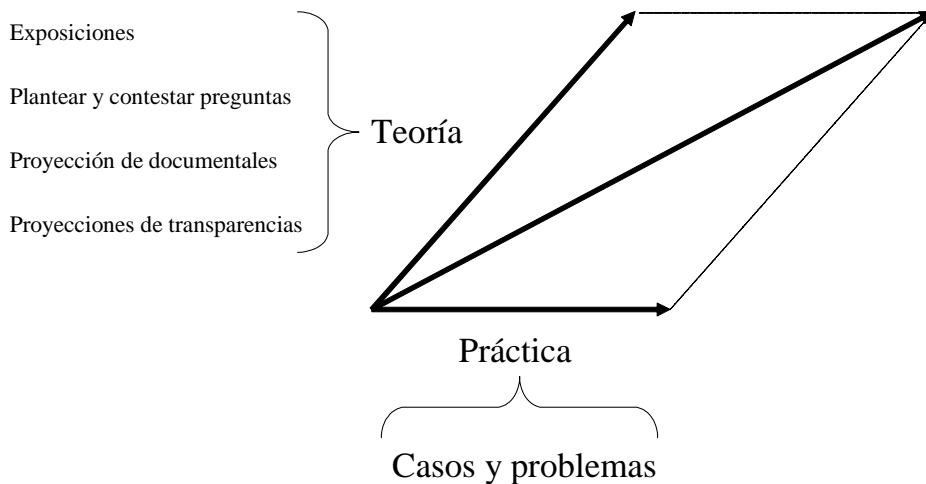 Exposiciones
Plantear y contestar preguntas
Teoría
Proyección de documentales
Proyecciones de transparencias
Práctica
Casos y problemas